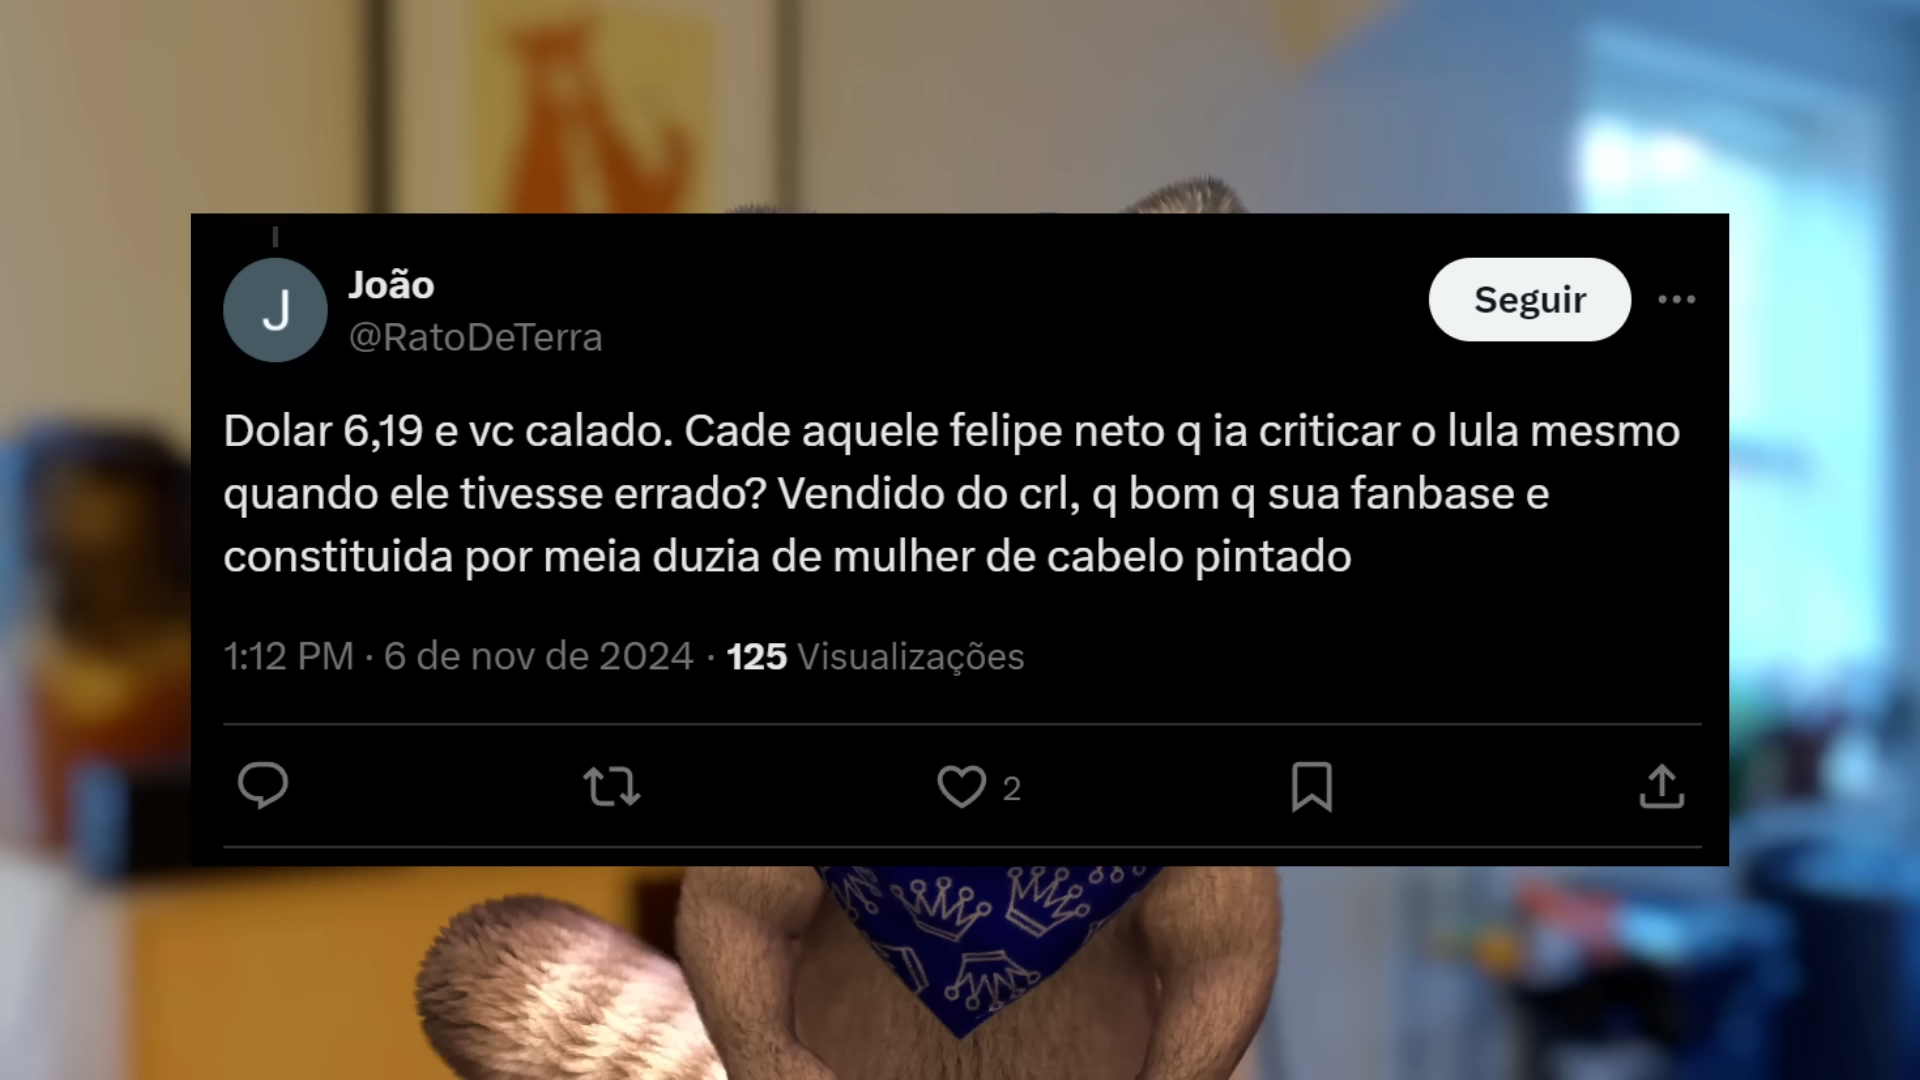 J
João
@RatoDeTerra
Seguir
Dolar 6,19 e vc calado. Cade aquele felipe neto q ia criticar o lula mesmo
quando ele tivesse errado? Vendido do crl, q bom q sua fanbase e
constituida por meia duzia de mulher de cabelo pintado
1:12 PM · 6 de nov de 2024 · 125 Visualizações
2